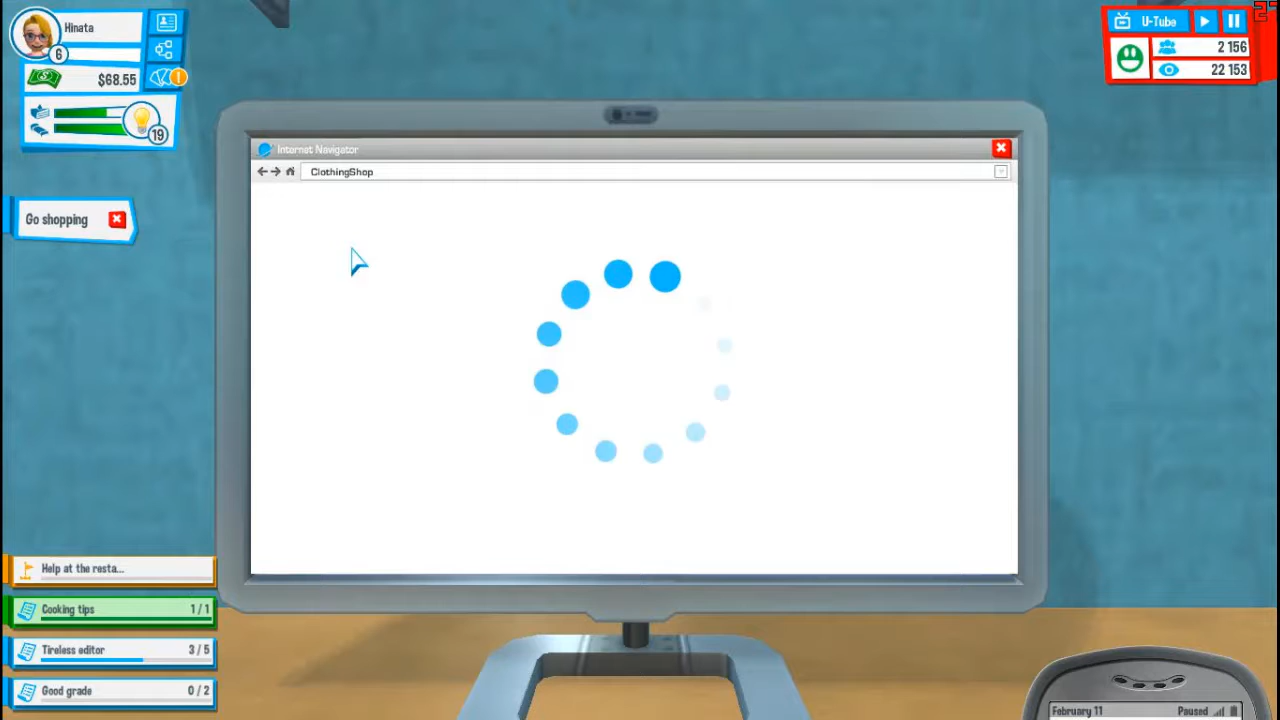 Hinata
6
$68.55
19
U-Tube
2 156
22 153
Internet Navigator
ClothingShop
Go shopping
Help at the resta...
Cooking tips 1/1
Tireless editor 3/5
Good grade 0/2
February 11 Paused